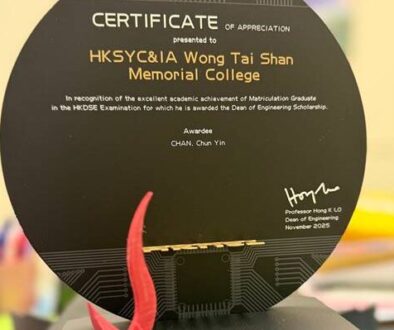 CERTIFICATE OF APPRECIATION
presented to
HKSYC&IA Wong Tai Shan
Memorial College
In recognition of the excellent academic achievement of Matriculation Graduate
in the HKDSE Examination for which he is awarded the Dean of Engineering Scholarship.
Awardee
CHAN, Chun Yin
Professor Hong K LO
Dean of Engineering
November 2025